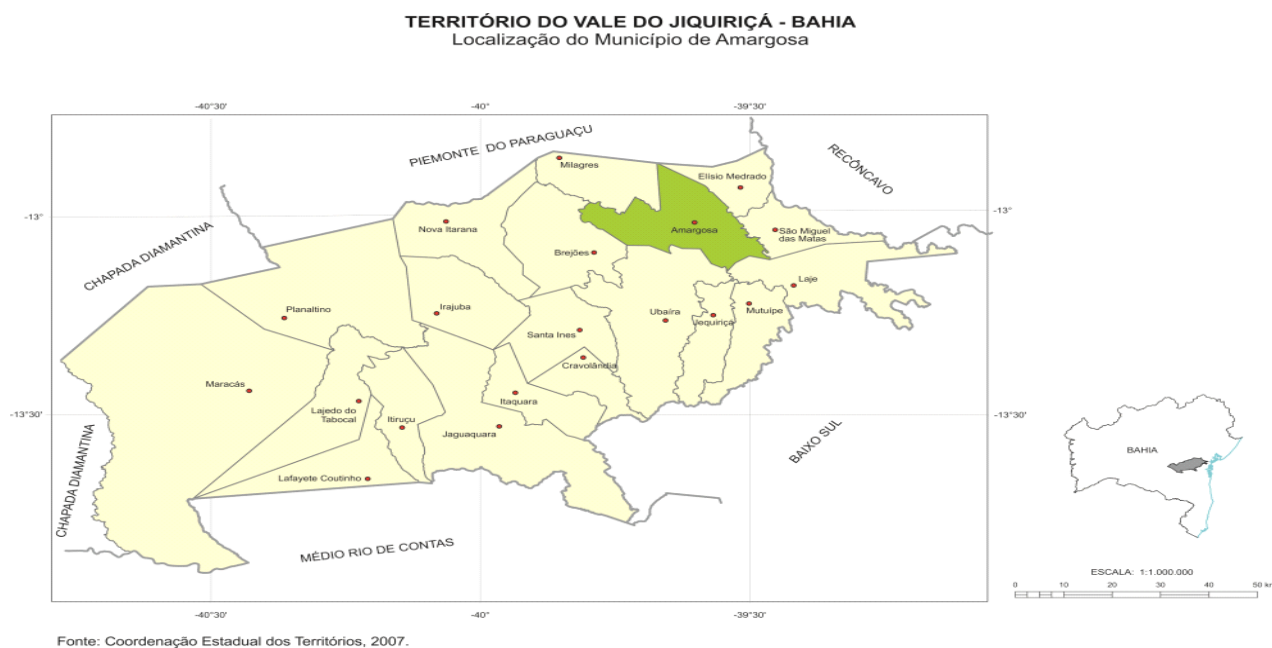 TERRITÓRIO DO VALE DO JIQUIRIÇÁ - BAHIA
Localização do Município de Amargosa
-40°30'
-40°
-39°30'
PIEMONTE DO PARAGUAÇU
RECÔNCAVO
Milagres
Elísio Medrado
-13°
-13°
CHAPADA DIAMANTINA
Nova Itarana
Amargosa
São Miguel
das Matas
Brejões
Laje
Planaltino
Irajuba
Ubaíra
Jequiriçá
Mutuípe
Santa Ines
Cravolândia
Maracás
Itaquara
Lajedo do
Tabocal
Itiruçu
Jaguaquara
-13°30'
-13°30'
CHAPADA DIAMANTINA
BAIXO SUL
Lafayete Coutinho
MÉDIO RIO DE CONTAS
BAHIA
ESCALA: 1:1.000.000
0 10 20 30 40 50 km
-40°30'
-40°
-39°30'
Fonte: Coordenação Estadual dos Territórios, 2007.